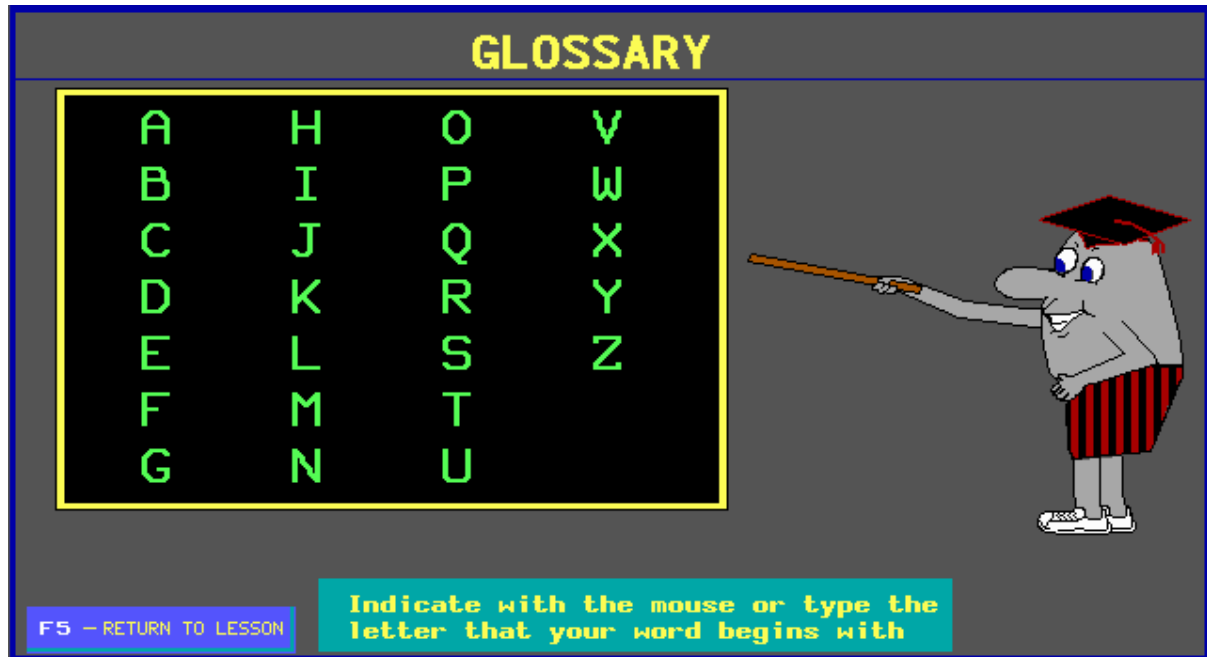 GLOSSARY
A H O V
B I P W
C J Q X
D K R Y
E L S Z
F M T
G N U
Indicate with the mouse or type the
letter that your word begins with
F5 – RETURN TO LESSON